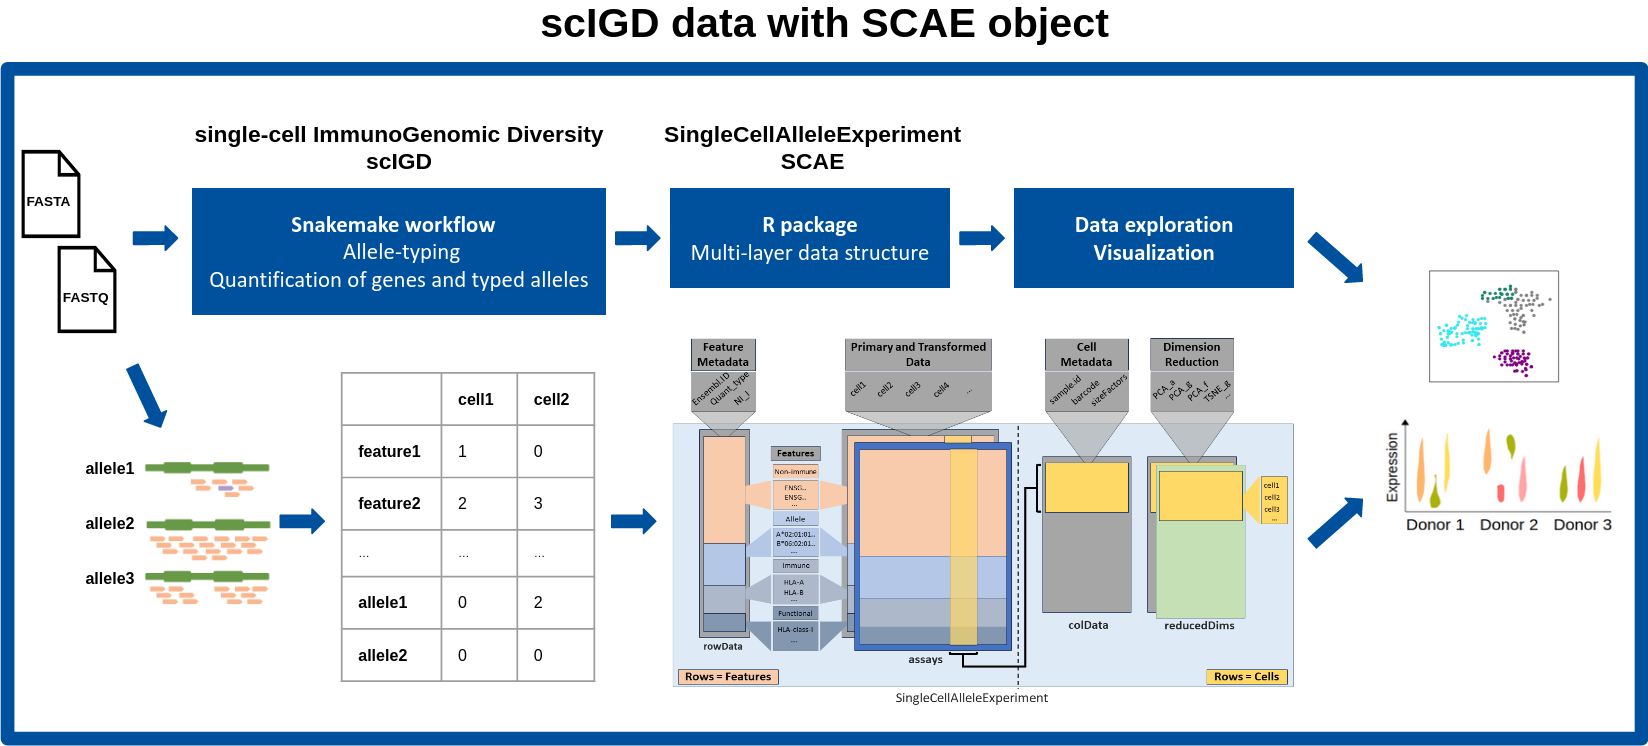 scIGD data with SCAE object
single-cell ImmunoGenomic Diversity
scIGD
SingleCellAlleleExperiment
SCAE
FASTA
FASTQ
Snakemake workflow
Allele-typing
Quantification of genes and typed alleles
R package
Multi-layer data structure
Data exploration
Visualization
allele1
allele2
allele3
cell1 cell2
feature1 1 0
feature2 2 3
... ... ...
allele1 0 2
allele2 0 0
Feature
Metadata
Ensembl.ID
Quant_type
NI_I
Primary and Transformed
Data
cell1
cell2
cell3
cell4
...
Cell
Metadata
sample.id
barcode
sizeFactors
Dimension
Reduction
PCA_a
PCA_g
PCA_f
TSNE_g
...
Features
Non-immune
ENSG..
ENSG..
...
Allele
A*02:01:01..
B*06:02:01..
...
Immune
HLA-A
HLA-B
...
Functional
HLA-class-I
...
rowData
assays
colData
reducedDims
cell1
cell2
cell3
...
Rows = Features
Rows = Cells
SingleCellAlleleExperiment
Expression
Donor 1 Donor 2 Donor 3